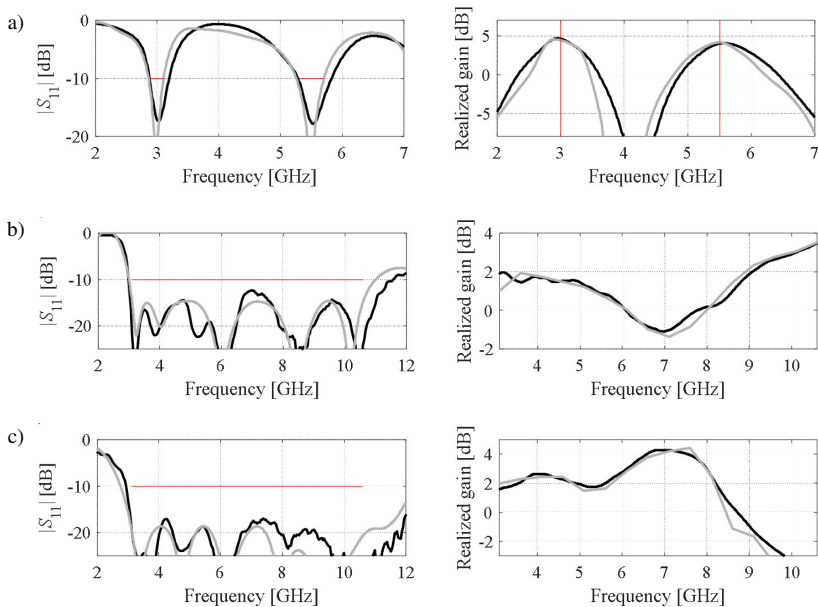 a)
|S11| [dB]
0
-10
-20
2 3 4 5 6 7
Frequency [GHz]
Realized gain [dB]
5
0
-5
2 3 4 5 6 7
Frequency [GHz]
b)
|S11| [dB]
0
-10
-20
2 4 6 8 10 12
Frequency [GHz]
Realized gain [dB]
4
2
0
-2
4 5 6 7 8 9 10
Frequency [GHz]
c)
|S11| [dB]
0
-10
-20
2 4 6 8 10 12
Frequency [GHz]
Realized gain [dB]
4
2
0
-2
4 5 6 7 8 9 10
Frequency [GHz]